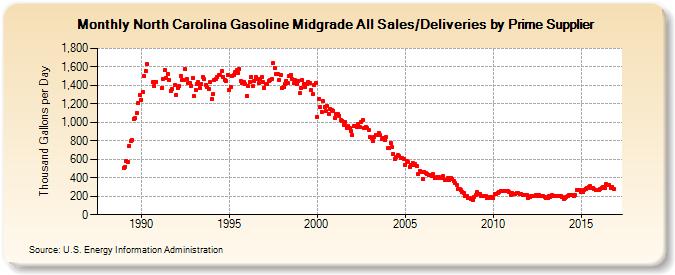 Monthly North Carolina Gasoline Midgrade All Sales/Deliveries by Prime Supplier
Thousand Gallons per Day
1,800
1,600
1,400
1,200
1,000
800
600
400
200
0
1990 1995 2000 2005 2010 2015
Source: U.S. Energy Information Administration